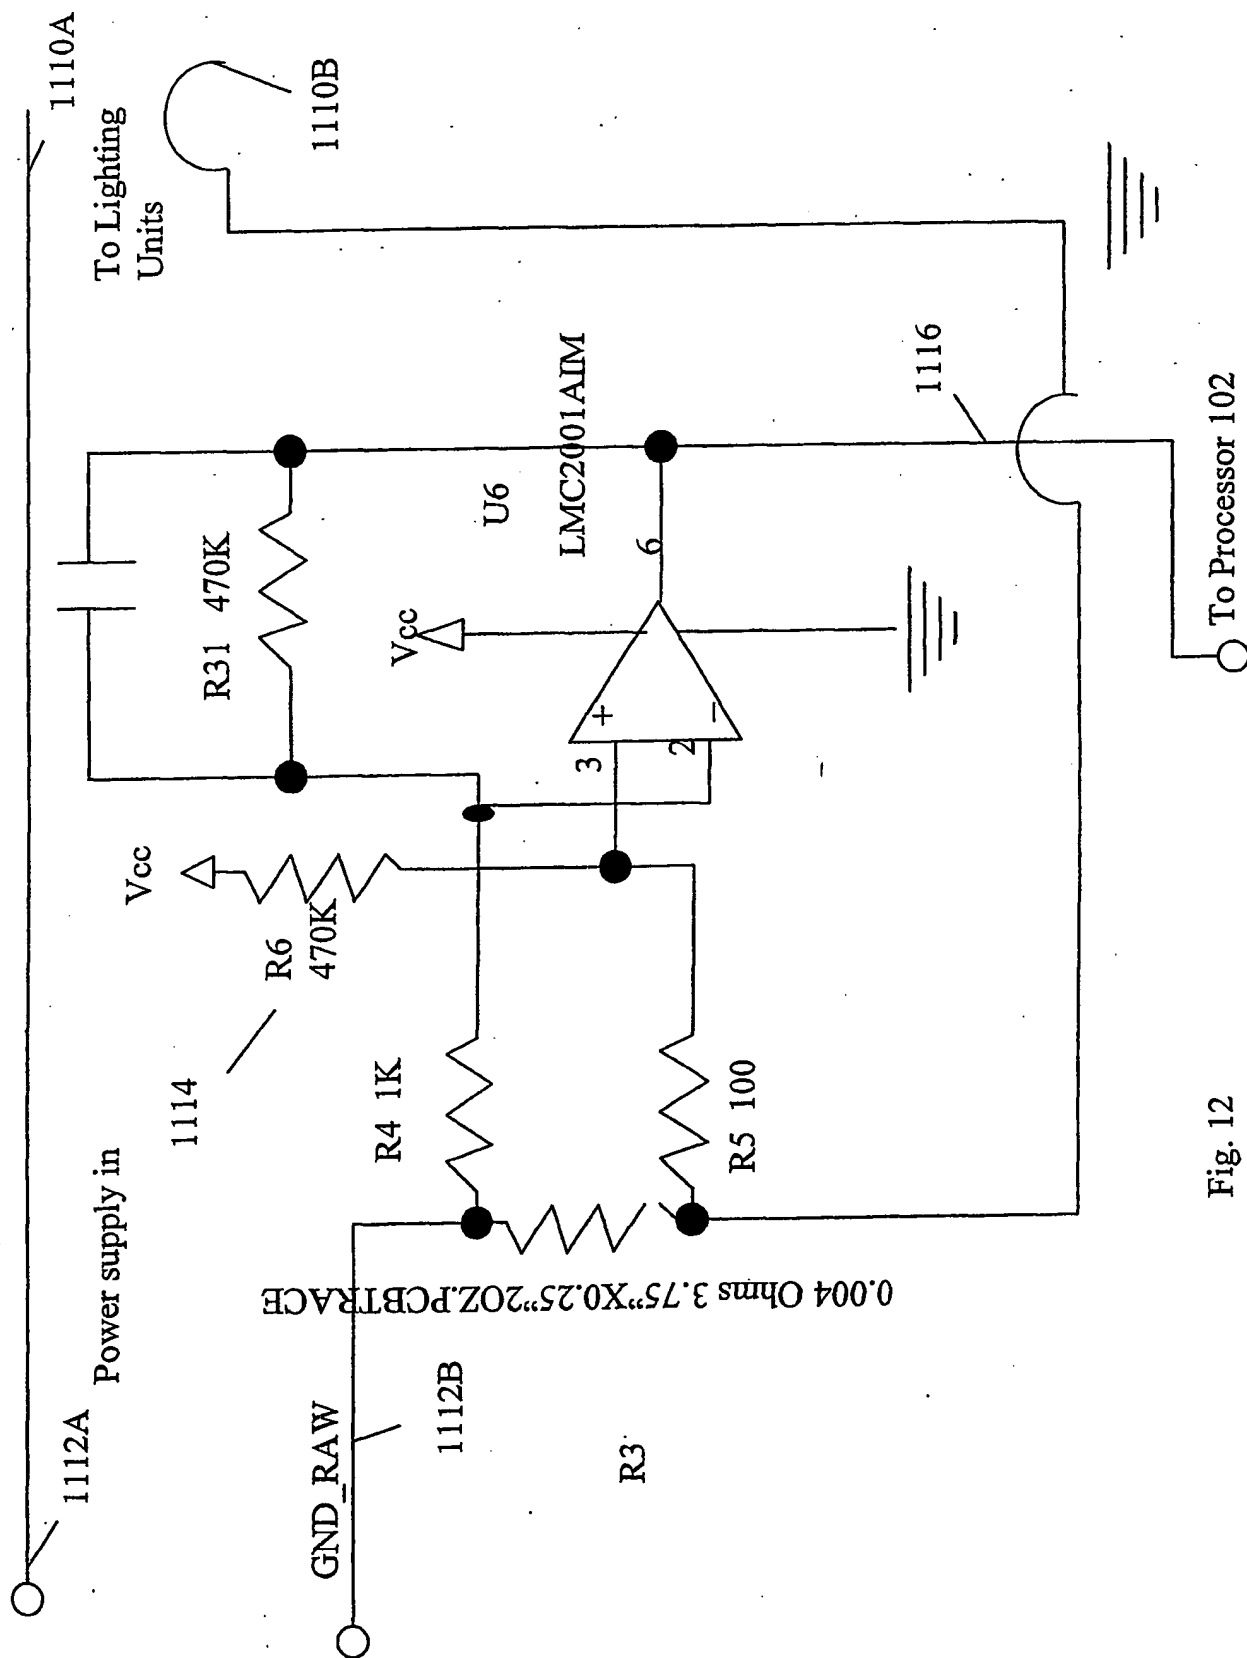 1112A
Power supply in
1110A
To Lighting
Units
1110B
GND_RAW
1112B
R3
0.004 Ohms 3.75"X0.25"2OZ.PCBTRACE
1114
R6
470K
Vcc
R4 1K
R5 100
R31 470K
Vcc
3
+
2
−
6
U6
LMC2001AIM
1116
To Processor 102
Fig. 12